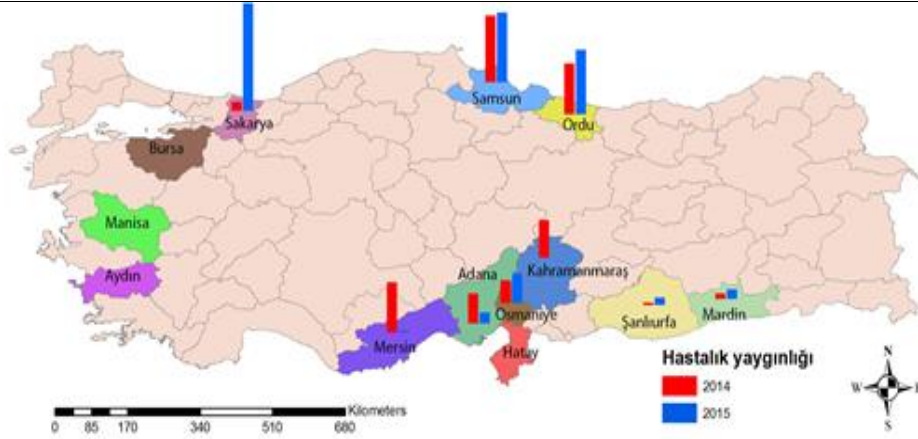 Samsun
Ordu
Sakarya
Bursa
Manisa
Aydın
Adana
Kahramanmaraş
Osmaniye
Mersin
Hatay
Şanlıurfa
Mardin
Hastalık yaygınlığı
2014
2015
N
W
E
S
Kilometers
0 85 170 340 510 680